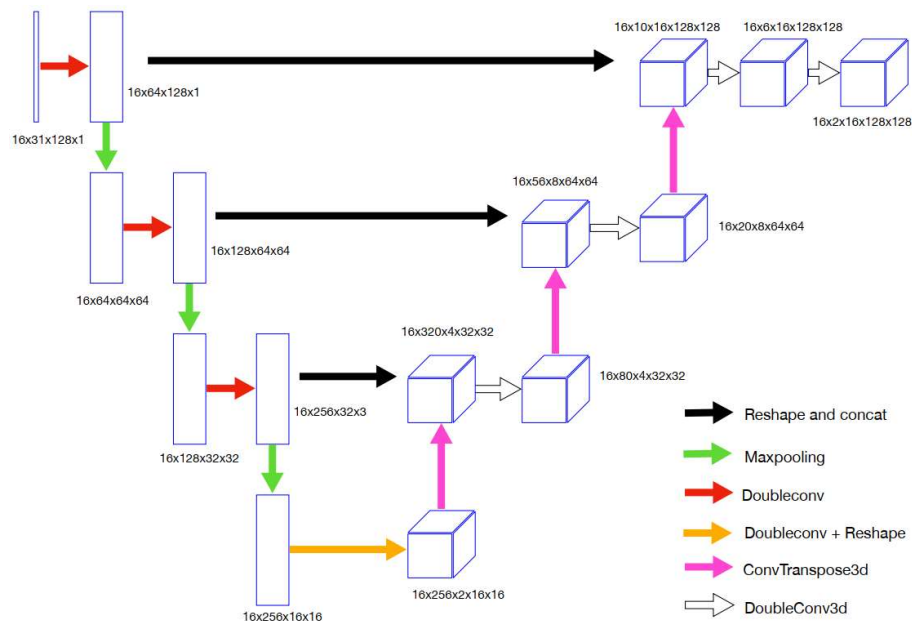 16x10x16x128x128
16x6x16x128x128
16x64x128x1
16x31x128x1
16x2x16x128x128
16x56x8x64x64
16x128x64x64
16x20x8x64x64
16x64x64x64
16x320x4x32x32
16x80x4x32x32
16x256x32x3
16x128x32x32
16x256x2x16x16
16x256x16x16
Reshape and concat
Maxpooling
Doubleconv
Doubleconv + Reshape
ConvTranspose3d
DoubleConv3d